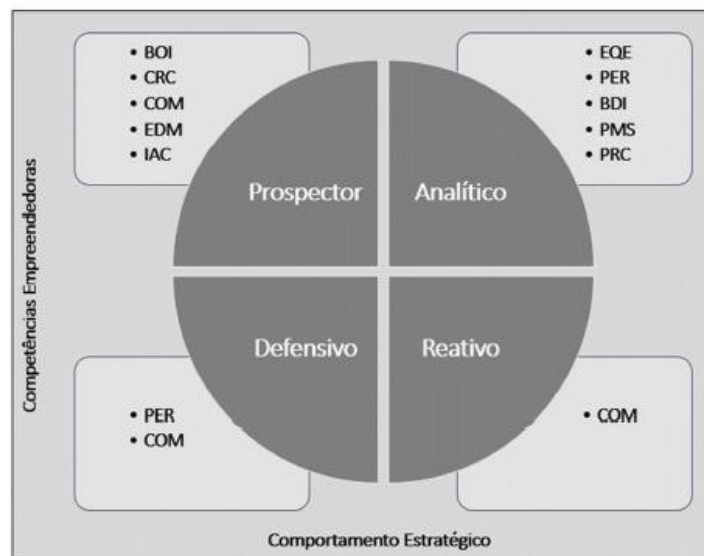 • BOI
• CRC
• COM
• EDM
• IAC
• EQE
• PER
• BDI
• PMS
• PRC
Prospector
Analítico
Defensivo
Reativo
• PER
• COM
• COM
Competências Empreendedoras
Comportamento Estratégico